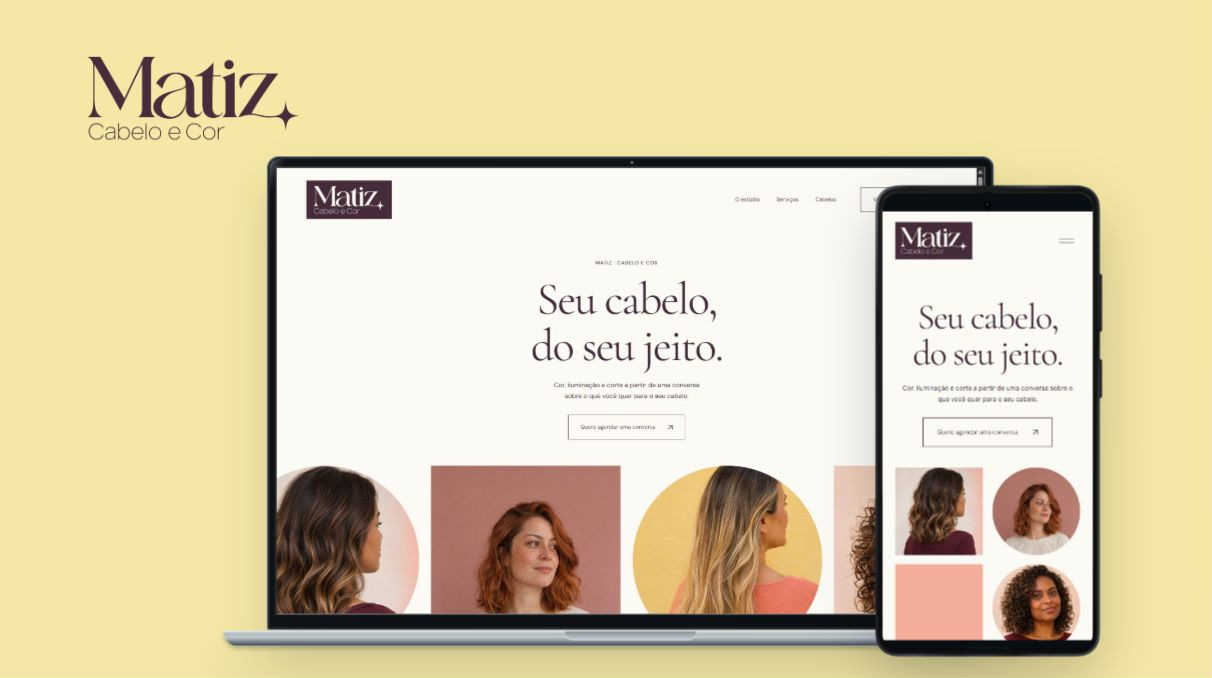 Matiz
Cabelo e Cor
Matiz
Cabelo e Cor
O estúdio
Serviços
Cabelos
MATIZ · CABELO E COR
Seu cabelo,
do seu jeito.
Cor, iluminação e corte a partir de uma conversa
sobre o que você quer para o seu cabelo.
Quero agendar uma conversa
Matiz
Cabelo e Cor
Seu cabelo,
do seu jeito.
Cor, iluminação e corte a partir de uma conversa sobre o
que você quer para o seu cabelo.
Quero agendar uma conversa